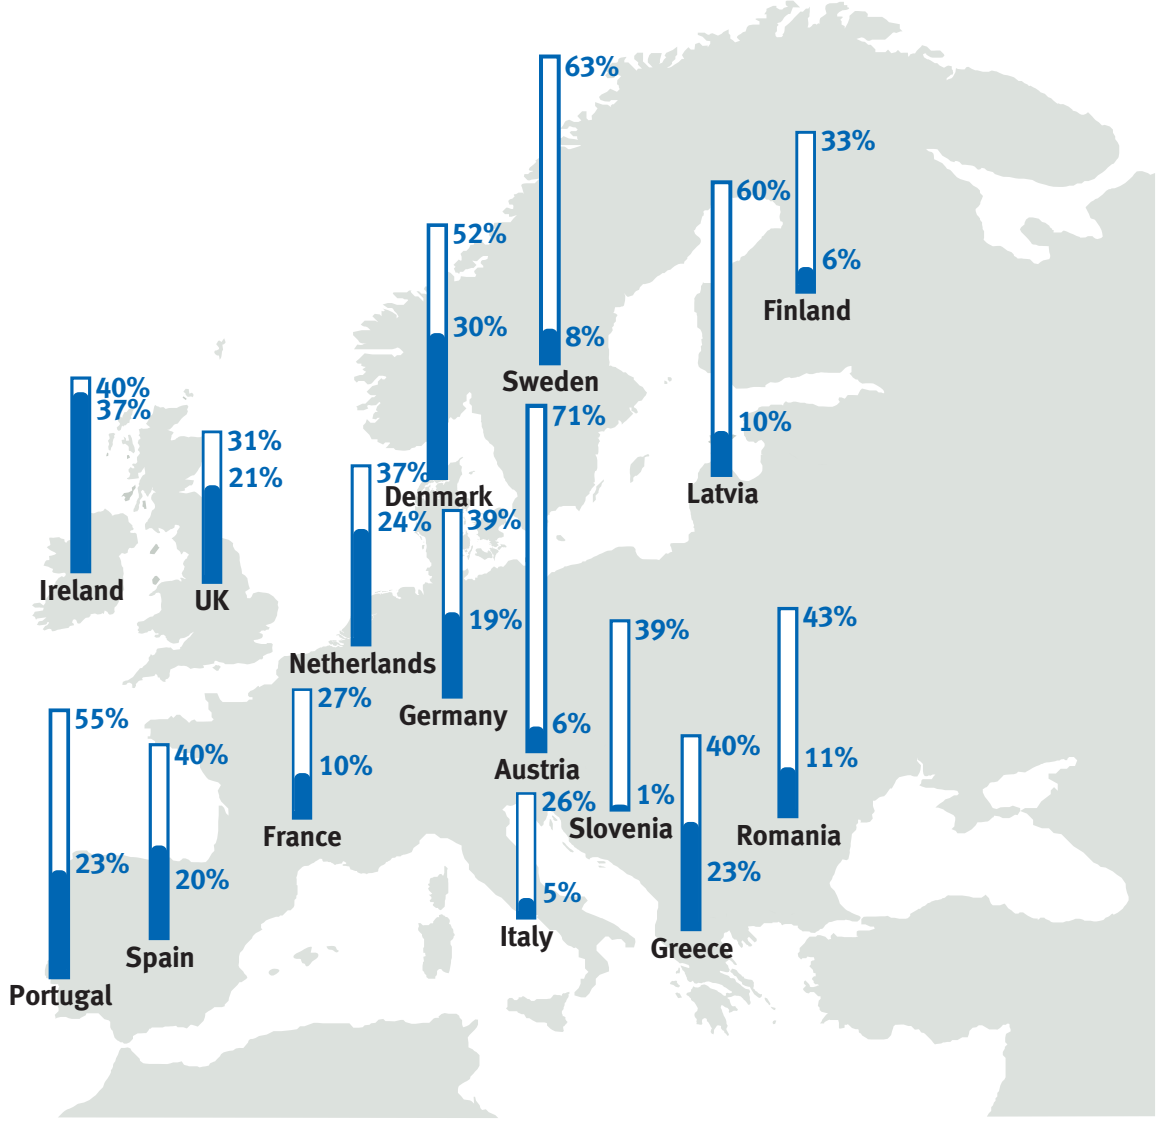 63%
8%
Sweden
33%
6%
Finland
60%
10%
Latvia
52%
30%
Denmark
40%
37%
Ireland
31%
21%
UK
37%
24%
Netherlands
39%
19%
Germany
71%
6%
Austria
39%
1%
Slovenia
43%
11%
Romania
27%
10%
France
55%
23%
Portugal
40%
20%
Spain
26%
5%
Italy
40%
23%
Greece